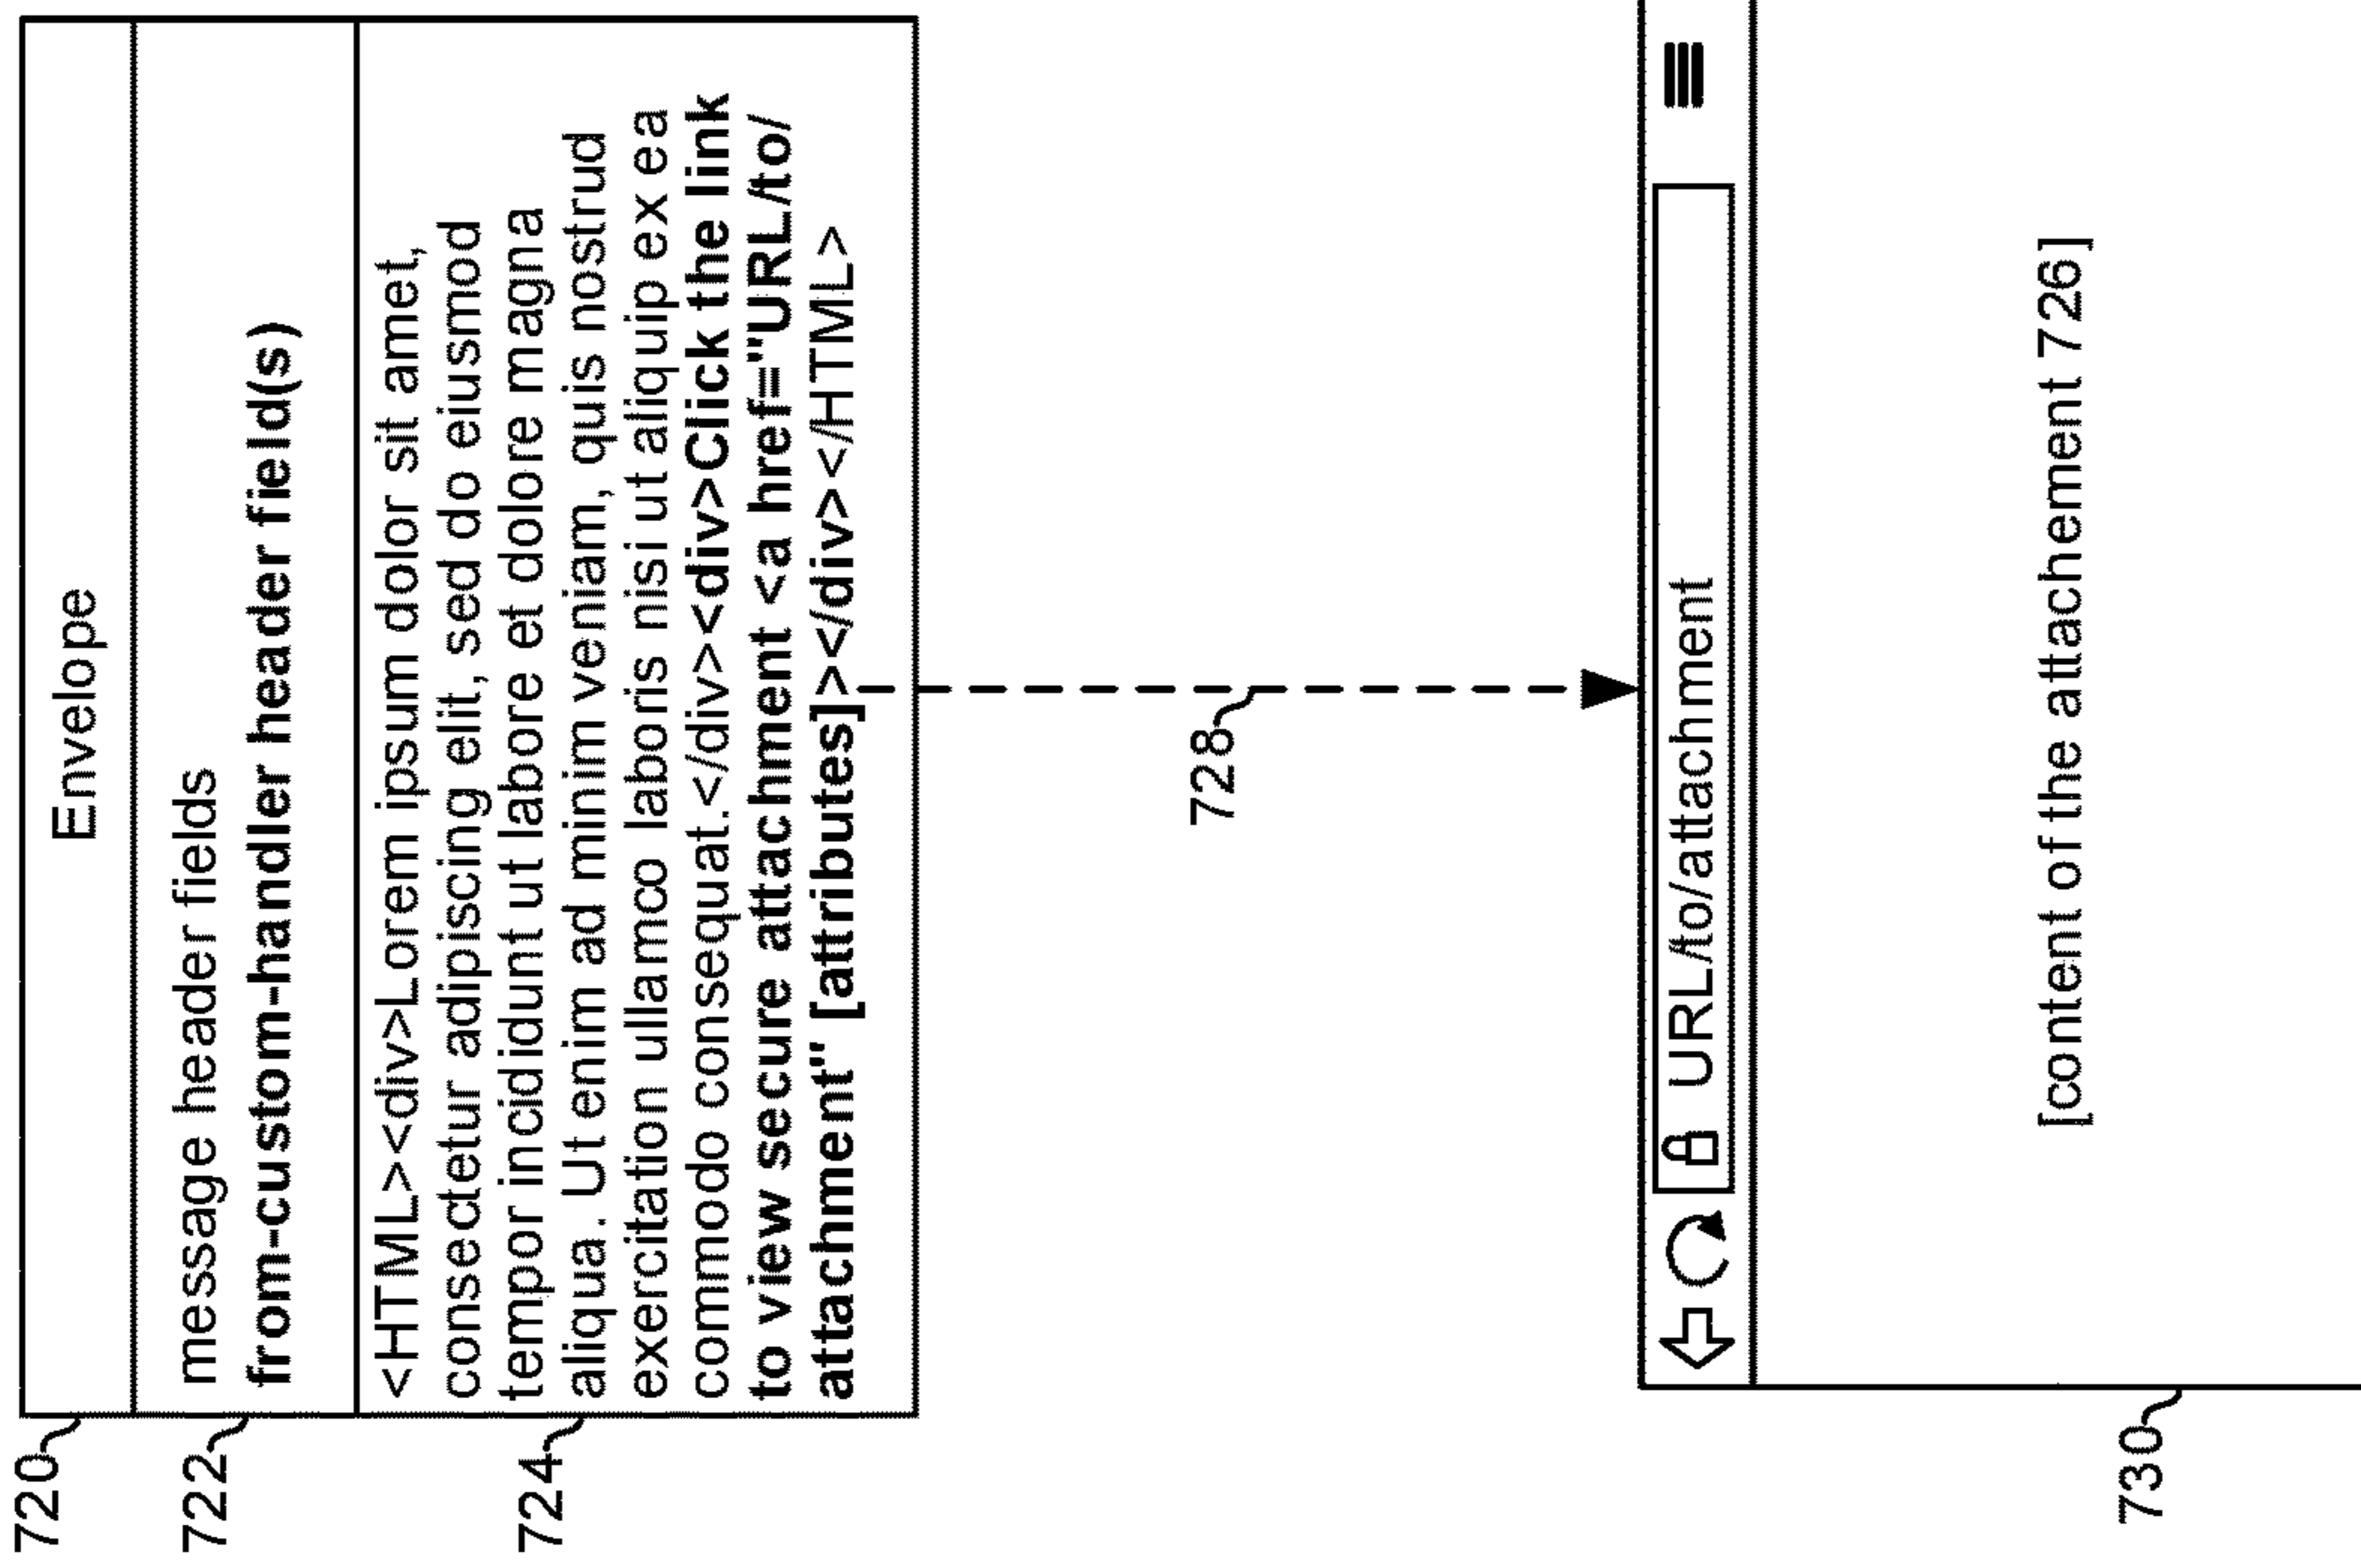 720
Envelope
722
message header fields
from-custom-handler header field(s)
724
<HTML><div>Lorem ipsum dolor sit amet,
consectetur adipiscing elit, sed do eiusmod
tempor incididunt ut labore et dolore magna
aliqua. Ut enim ad minim veniam, quis nostrud
exercitation ullamco laboris nisi ut aliquip ex ea
commodo consequat.</div><div>Click the link
to view secure attachment <a href="URL/to/
attachment" [attributes]></div></HTML>
728
URL/to/attachment
730
[content of the attachement 726]